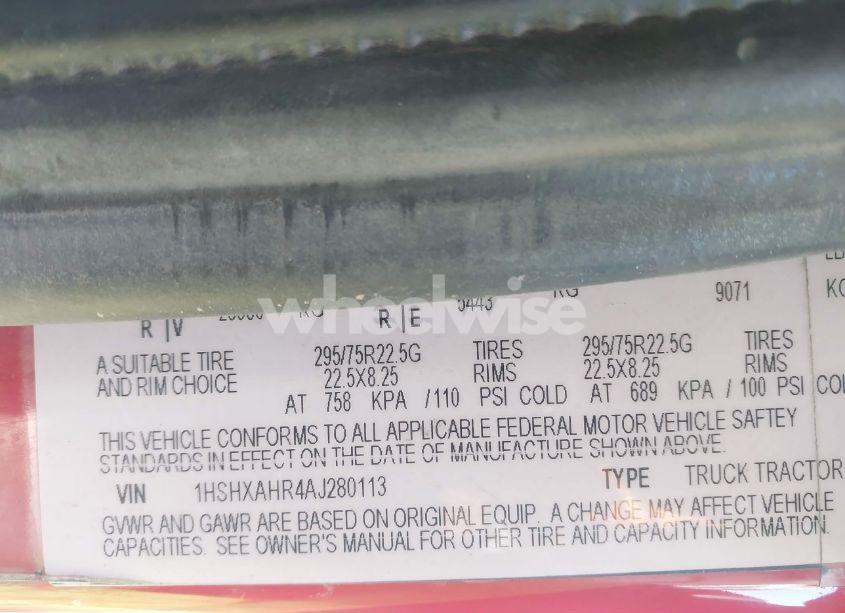 9071
R | V R | E
A SUITABLE TIRE 295/75R22.5G TIRES 295/75R22.5G TIRES
AND RIM CHOICE 22.5X8.25 RIMS 22.5X8.25 RIMS
AT 758 KPA /110 PSI COLD AT 689 KPA / 100 PSI COL
THIS VEHICLE CONFORMS TO ALL APPLICABLE FEDERAL MOTOR VEHICLE SAFTEY
STANDARDS IN EFFECT ON THE DATE OF MANUFACTURE SHOWN ABOVE.
VIN 1HSHXAHR4AJ280113 TYPE TRUCK TRACTOR
GVWR AND GAWR ARE BASED ON ORIGINAL EQUIP. A CHANGE MAY AFFECT VEHICLE
CAPACITIES. SEE OWNER'S MANUAL FOR OTHER TIRE AND CAPACITY INFORMATION.
wheelwise